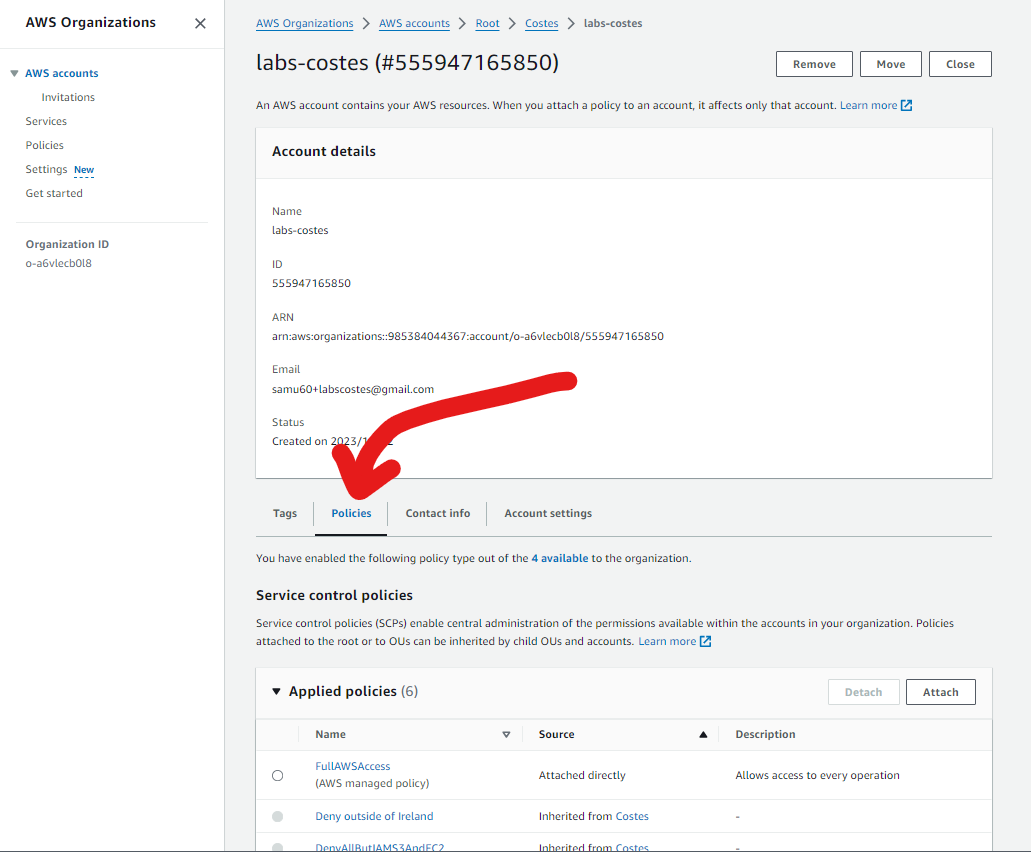 AWS Organizations
AWS accounts
Invitations
Services
Policies
Settings New
Get started
Organization ID
o-a6vlecb0l8
AWS Organizations > AWS accounts > Root > Costes > labs-costes
labs-costes (#555947165850)
Remove Move Close
An AWS account contains your AWS resources. When you attach a policy to an account, it affects only that account. Learn more
Account details
Name
labs-costes
ID
555947165850
ARN
arn:aws:organizations::985384044367:account/o-a6vlecb0l8/555947165850
Email
samu60+labscostes@gmail.com
Status
Created on
Tags Policies Contact info Account settings
You have enabled the following policy type out of the 4 available to the organization.
Service control policies
Service control policies (SCPs) enable central administration of the permissions available within the accounts in your organization. Policies
attached to the root or to OUs can be inherited by child OUs and accounts. Learn more
Applied policies (6)
Detach Attach
Name Source Description
FullAWSAccess
(AWS managed policy)
Attached directly Allows access to every operation
Deny outside of Ireland Inherited from Costes -
DenyAllButIAMS3AndEC2 Inherited from Costes -